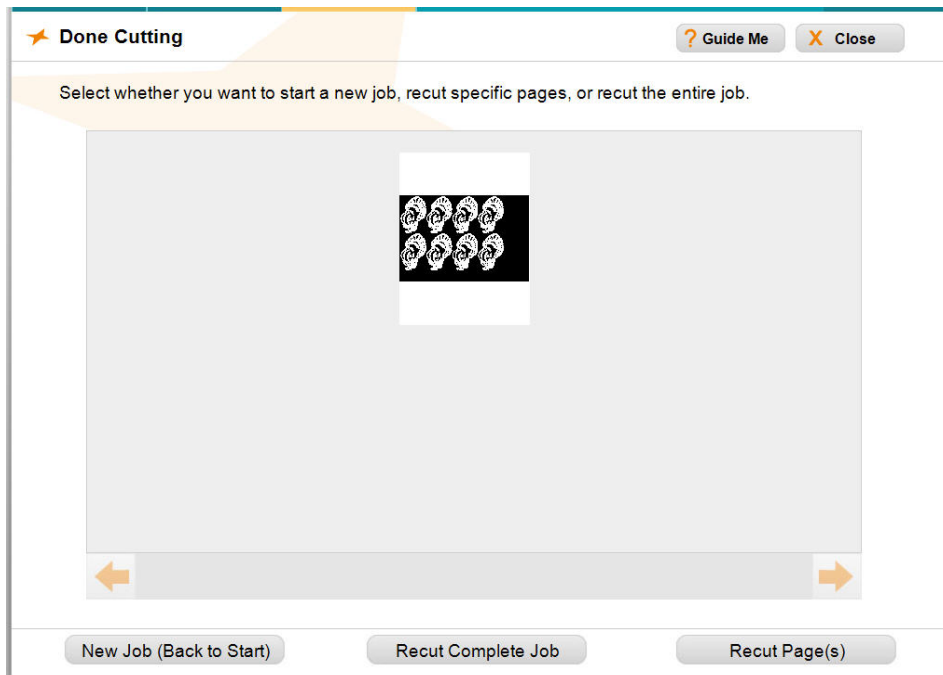 Done Cutting
? Guide Me
X Close
Select whether you want to start a new job, recut specific pages, or recut the entire job.
New Job (Back to Start)
Recut Complete Job
Recut Page(s)